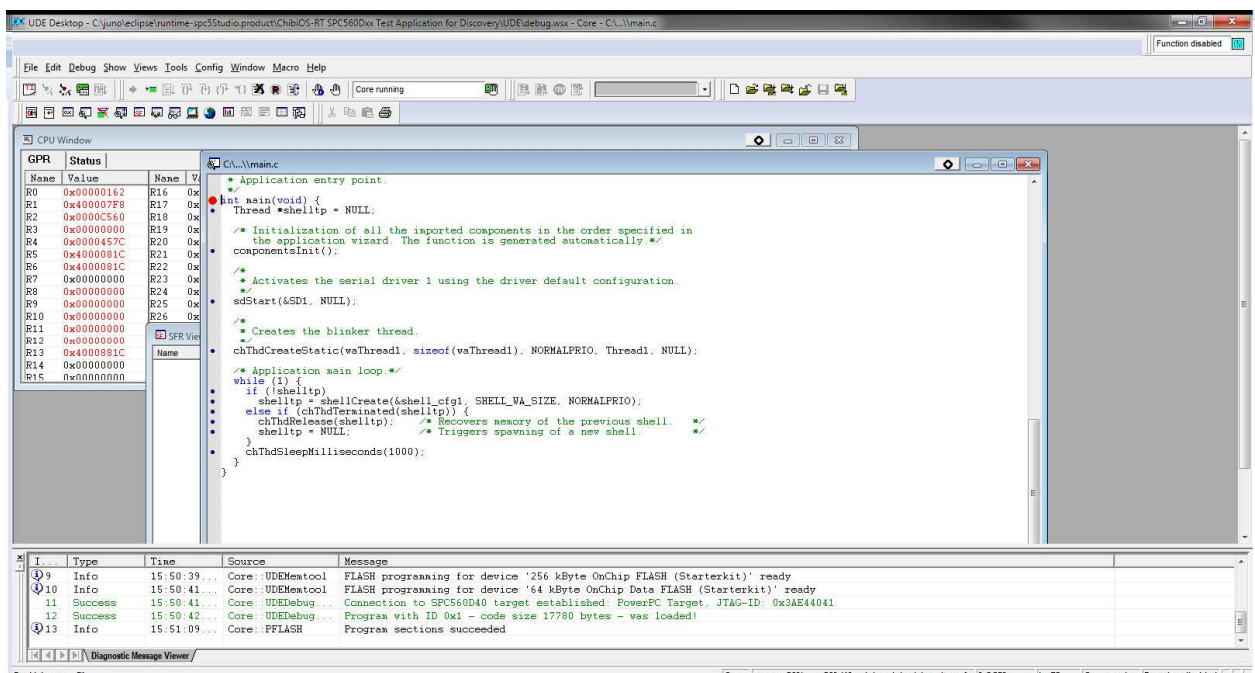 UDE Desktop - C:\juno\eclipse\runtime-spc5Studio.product\ChibiOS-RT SPC560Dxx Test Application for Discovery\UDE\debug.wsx - Core - C:\...\\main.c
Function disabled
File Edit Debug Show Views Tools Config Window Macro Help
Core running
CPU Window
GPR Status
Name Value Name
R0 0x00000162 R16 0x
R1 0x400007F8 R17 0x
R2 0x0000C560 R18 0x
R3 0x00000000 R19 0x
R4 0x0000457C R20 0x
R5 0x4000081C R21 0x
R6 0x4000081C R22 0x
R7 0x00000000 R23 0x
R8 0x00000000 R24 0x
R9 0x00000000 R25 0x
R10 0x00000000 R26 0x
R11 0x00000000
R12 0x00000000
R13 0x4000881C
R14 0x00000000
R15 0x00000000
SFR Vie
Name
C:\...\\main.c
* Application entry point.
*/
int main(void) {
Thread *shelltp = NULL;
/* Initialization of all the imported components in the order specified in
the application wizard. The function is generated automatically.*/
componentsInit();
/*
* Activates the serial driver 1 using the driver default configuration.
*/
sdStart(&SD1, NULL);
/*
* Creates the blinker thread.
*/
chThdCreateStatic(waThread1, sizeof(waThread1), NORMALPRIO, Thread1, NULL);
/* Application main loop.*/
while (1) {
if (!shelltp)
shelltp = shellCreate(&shell_cfg1, SHELL_WA_SIZE, NORMALPRIO);
else if (chThdTerminated(shelltp)) {
chThdRelease(shelltp); /* Recovers memory of the previous shell. */
shelltp = NULL; /* Triggers spawning of a new shell. */
}
chThdSleepMilliseconds(1000);
}
}
I... Type Time Source Message
9 Info 15:50:39... Core::UDEMemtool FLASH programming for device '256 kByte OnChip FLASH (Starterkit)' ready
10 Info 15:50:41... Core::UDEMemtool FLASH programming for device '64 kByte OnChip Data FLASH (Starterkit)' ready
11 Success 15:50:41... Core::UDEDebug... Connection to SPC560D40 target established: PowerPC Target, JTAG-ID: 0x3AE44041
12 Success 15:50:42... Core::UDEDebug... Program with ID 0x1 - code size 17780 bytes - was loaded!
13 Info 15:51:09... Core::PFLASH Program sections succeeded
Diagnostic Message Viewer